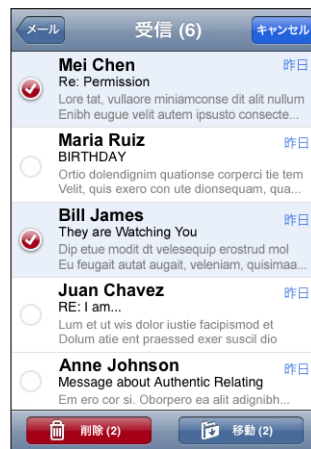 メール
受信 (6)
キャンセル
Mei Chen
昨日
Re: Permission
Lore tat, vullaore miniamconse dit alit nullum
Enibh eugue velit autem ipsusto consecte...
Maria Ruiz
昨日
BIRTHDAY
Ortio dolendignim quationse corperci tie tem
Velit, quis exero con ute dionsequam, qua...
Bill James
昨日
They are Watching You
Dip etue modit dt velesequip erostrud mol
Eu feugait autat augait, veleniam, quisimaa...
Juan Chavez
昨日
RE: I am...
Lum et ut wis dolor iustie facipismod et
Dolum atie ent praessed exer suscil dio
Anne Johnson
昨日
Message about Authentic Relating
Em ero cor si. Oborpero ea alit adignibh...
削除 (2)
移動 (2)